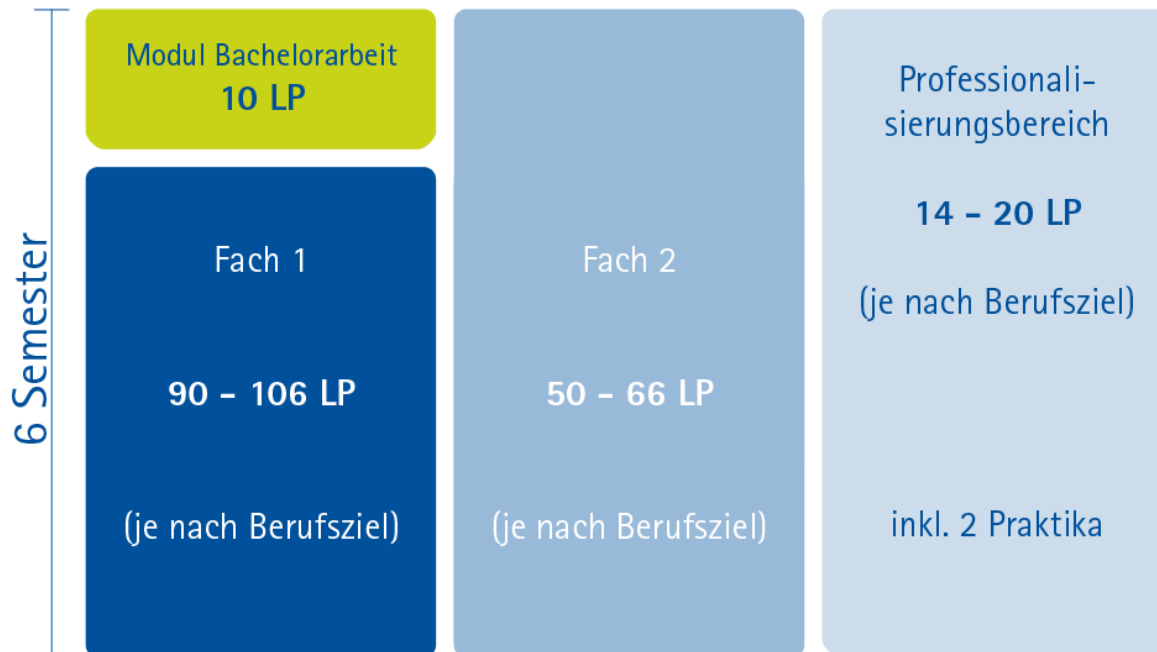 6 Semester
Modul Bachelorarbeit
10 LP
Fach 1
90 – 106 LP
(je nach Berufsziel)
Fach 2
50 – 66 LP
(je nach Berufsziel)
Professionali-
sierungsbereich
14 – 20 LP
(je nach Berufsziel)
inkl. 2 Praktika